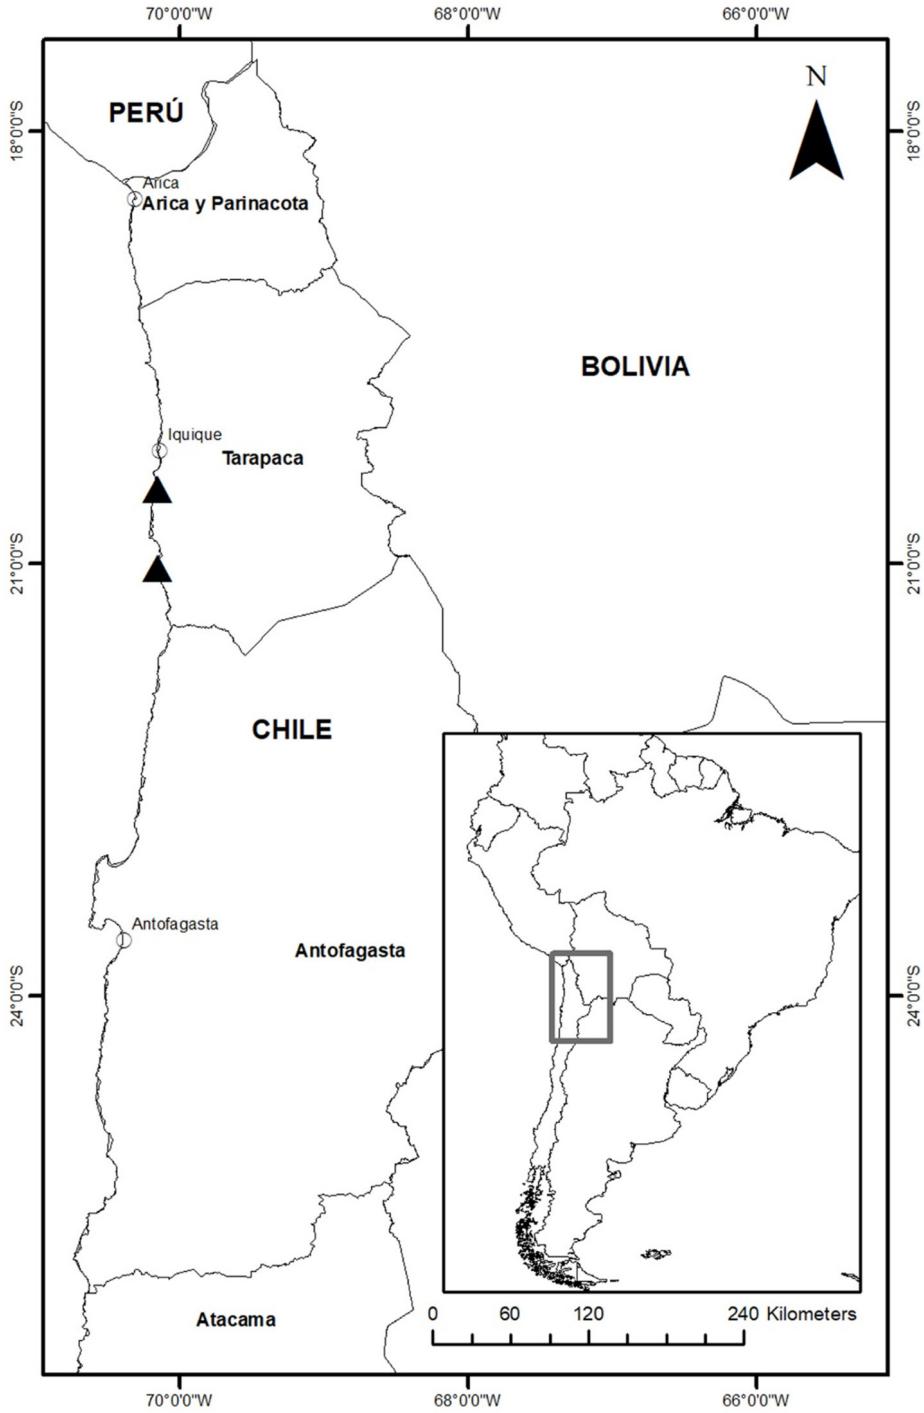 70°0'0"W 68°0'0"W 66°0'0"W
N
18°0'0"S PERÚ 18°0'0"S
Arica
Arica y Parinacota
BOLIVIA
Iquique
Tarapaca
21°0'0"S 21°0'0"S
CHILE
Antofagasta
Antofagasta
24°0'0"S 24°0'0"S
Atacama
0 60 120 240 Kilometers
70°0'0"W 68°0'0"W 66°0'0"W